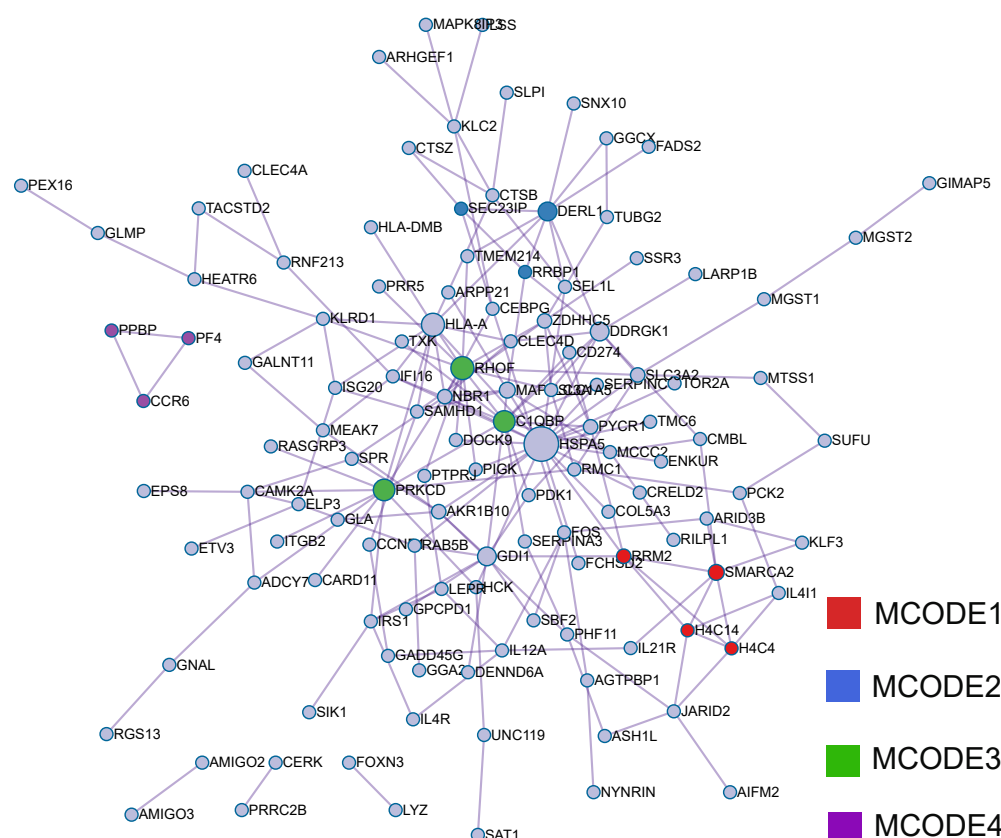 MAPK8IP3
LSS
ARHGEF1
SLPI
SNX10
KLC2
GGCX
FADS2
CTSZ
CLEC4A
PEX16
GIMAP5
CTSB
TACSTD2
SEC23IP
DERL1
TUBG2
HLA-DMB
GLMP
MGST2
TMEM214
SSR3
RNF213
RRBP1
LARP1B
HEATR6
PRR5
SEL1L
ARPP21
MGST1
CEBPG
KLRD1
ZDHHC5
HLA-A
DDRGK1
PPBP
PF4
TXK
CLEC4D
CD274
GALNT11
RHOF
IFI16
SLC3A2
MTSS1
ISG20
NBR1
TOR2A
CCR6
SAMHD1
C1QBP
PYCR1
TMC6
MEAK7
DOCK9
HSPA5
CMBL
SUFU
RASGRP3
MCCC2
SPR
ENKUR
PTPRJ
PIGK
RMC1
EPS8
CAMK2A
PRKCD
PDK1
CRELD2
PCK2
ELP3
AKR1B10
COL5A3
GLA
ARID3B
ETV3
ITGB2
RAB5B
SERPINA3
FOS
RILPL1
KLF3
GDI1
FCHSD2
RRM2
SMARCA2
ADCY7
CARD11
LEPR
HCK
IL4I1
GPCPD1
MCODE1
IRS1
SBF2
PHF11
H4C14
GADD45G
IL12A
IL21R
H4C4
GNAL
GGA2
DENND6A
AGTPBP1
MCODE2
SIK1
IL4R
JARID2
RGS13
UNC119
ASH1L
MCODE3
AMIGO2
CERK
FOXN3
NYNRIN
AIFM2
AMIGO3
PRRC2B
LYZ
MCODE4
SAT1